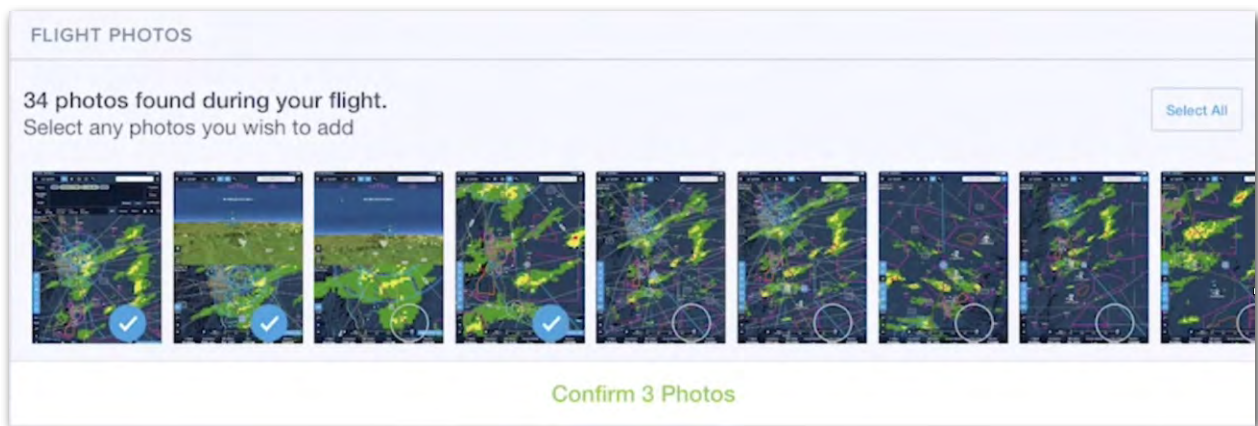 FLIGHT PHOTOS
34 photos found during your flight.
Select any photos you wish to add
Select All
Confirm 3 Photos